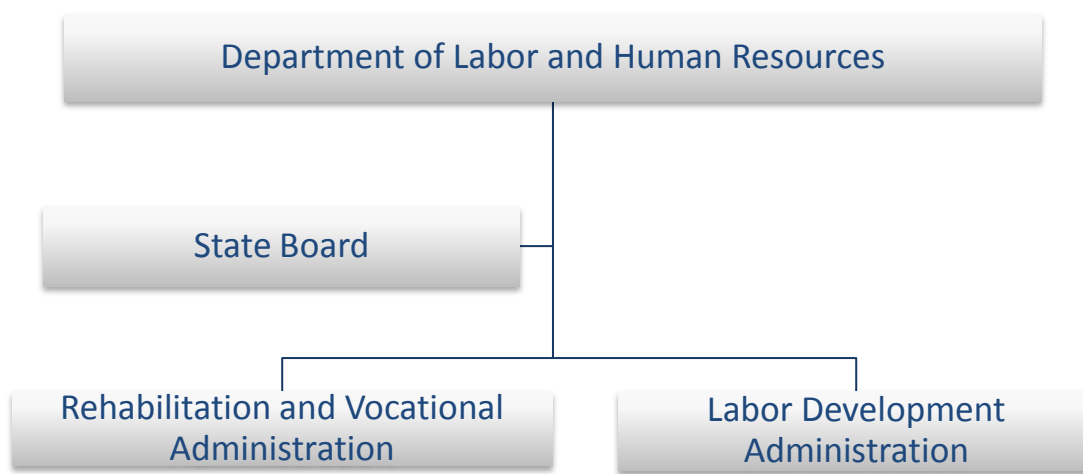 Department of Labor and Human Resources
State Board
Rehabilitation and Vocational
Administration
Labor Development
Administration